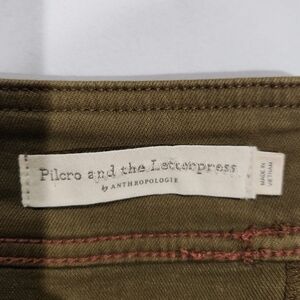 Pilcro and the Letterpress
by ANTHROPOLOGIE
MADE IN
VIETNAM